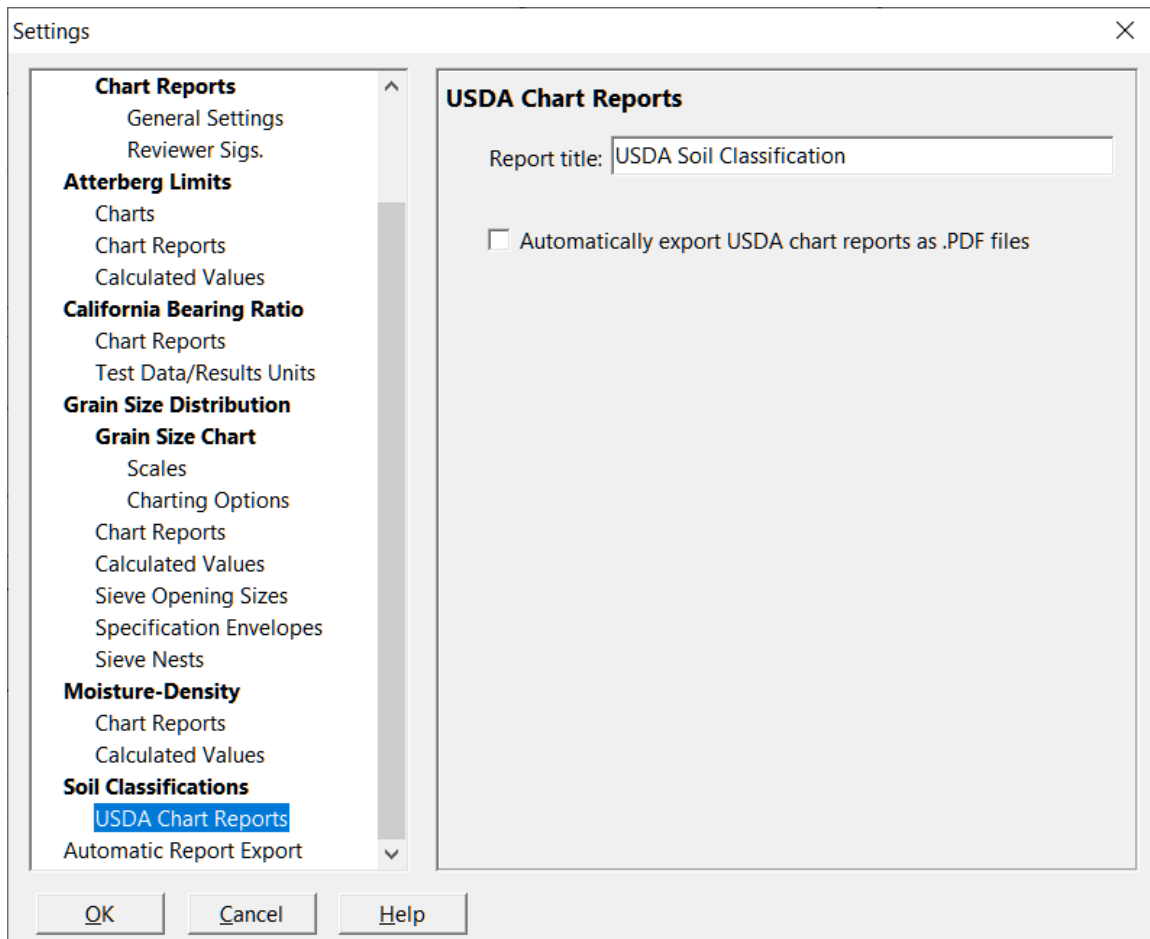 Settings
Chart Reports
General Settings
Reviewer Sigs.
Atterberg Limits
Charts
Chart Reports
Calculated Values
California Bearing Ratio
Chart Reports
Test Data/Results Units
Grain Size Distribution
Grain Size Chart
Scales
Charting Options
Chart Reports
Calculated Values
Sieve Opening Sizes
Specification Envelopes
Sieve Nests
Moisture-Density
Chart Reports
Calculated Values
Soil Classifications
USDA Chart Reports
Automatic Report Export
USDA Chart Reports
Report title: USDA Soil Classification
Automatically export USDA chart reports as .PDF files
OK Cancel Help